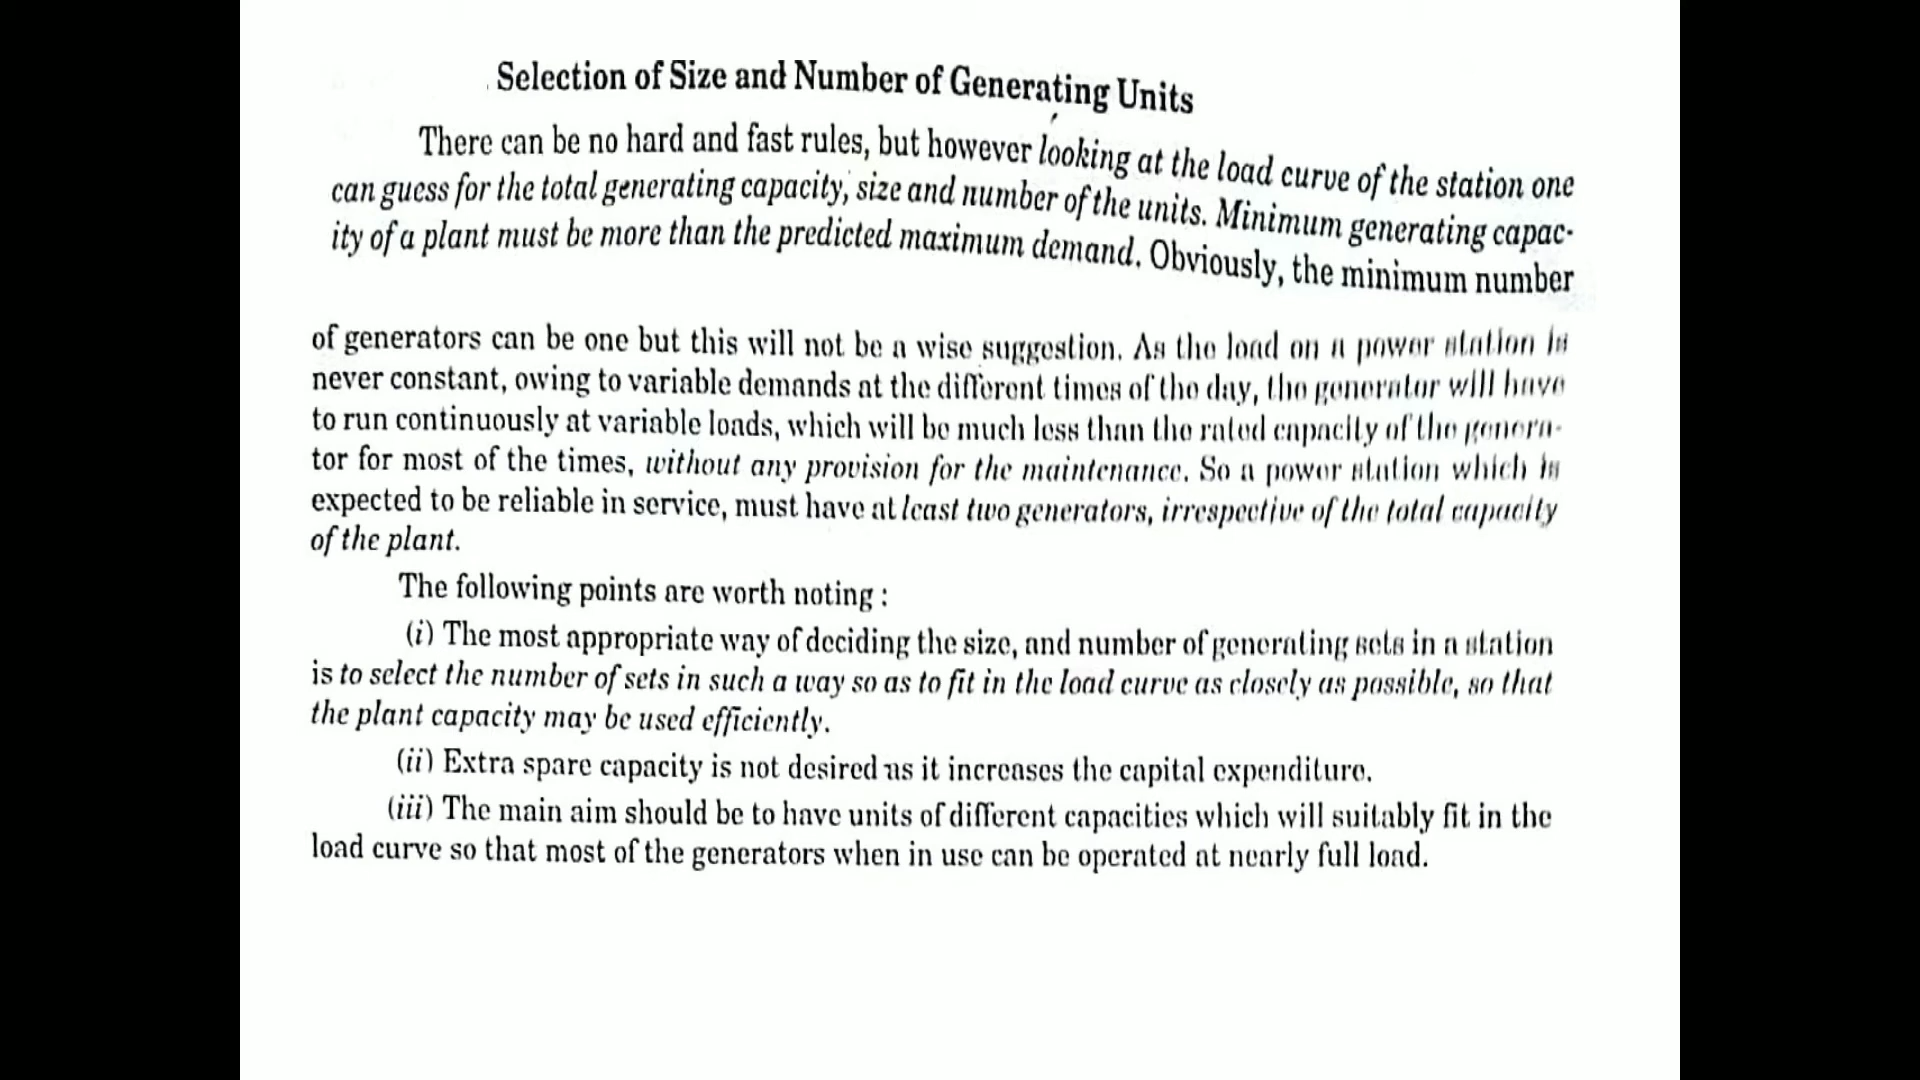 Selection of Size and Number of Generating Units
There can be no hard and fast rules, but however looking at the load curve of the station one
can guess for the total generating capacity, size and number of the units. Minimum generating capac-
ity of a plant must be more than the predicted maximum demand. Obviously, the minimum number
of generators can be one but this will not be a wise suggestion. As the load on a power station is
never constant, owing to variable demands at the different times of the day, the generator will have
to run continuously at variable loads, which will be much less than the rated capacity of the genera-
tor for most of the times, without any provision for the maintenance. So a power station which is
expected to be reliable in service, must have at least two generators, irrespective of the total capacity
of the plant.
The following points are worth noting :
(i) The most appropriate way of deciding the size, and number of generating sets in a station
is to select the number of sets in such a way so as to fit in the load curve as closely as possible, so that
the plant capacity may be used efficiently.
(ii) Extra spare capacity is not desired as it increases the capital expenditure.
(iii) The main aim should be to have units of different capacities which will suitably fit in the
load curve so that most of the generators when in use can be operated at nearly full load.